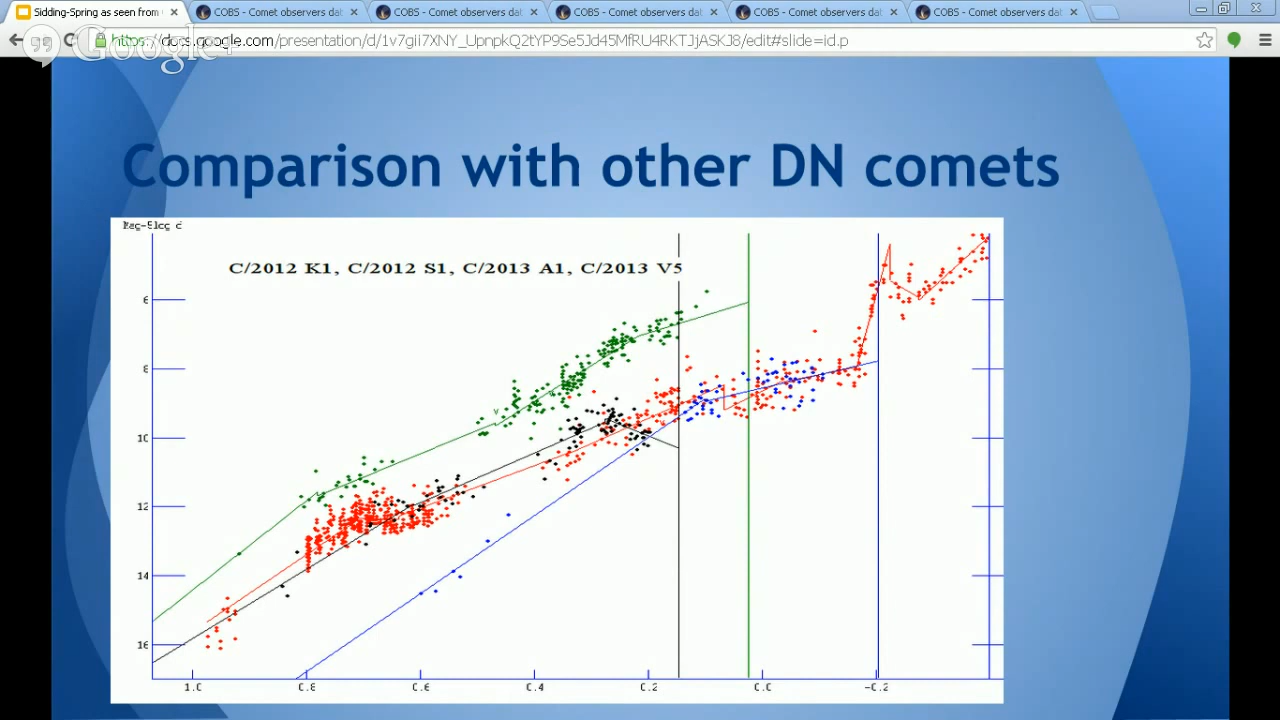 Sidding-Spring as seen from
COBS - Comet observers dat
COBS - Comet observers dat
COBS - Comet observers dat
COBS - Comet observers dat
COBS - Comet observers dat
Google+
https://docs.google.com/presentation/d/1v7gii7XNY_UpnpkQ2tYP9Se5Jd45MfRU4RKTJjASKJ8/edit#slide=id.p
Comparison with other DN comets
Mag-5log d
C/2012 K1, C/2012 S1, C/2013 A1, C/2013 V5
6
8
10
12
14
16
1.0 0.8 0.6 0.4 0.2 0.0 -0.2